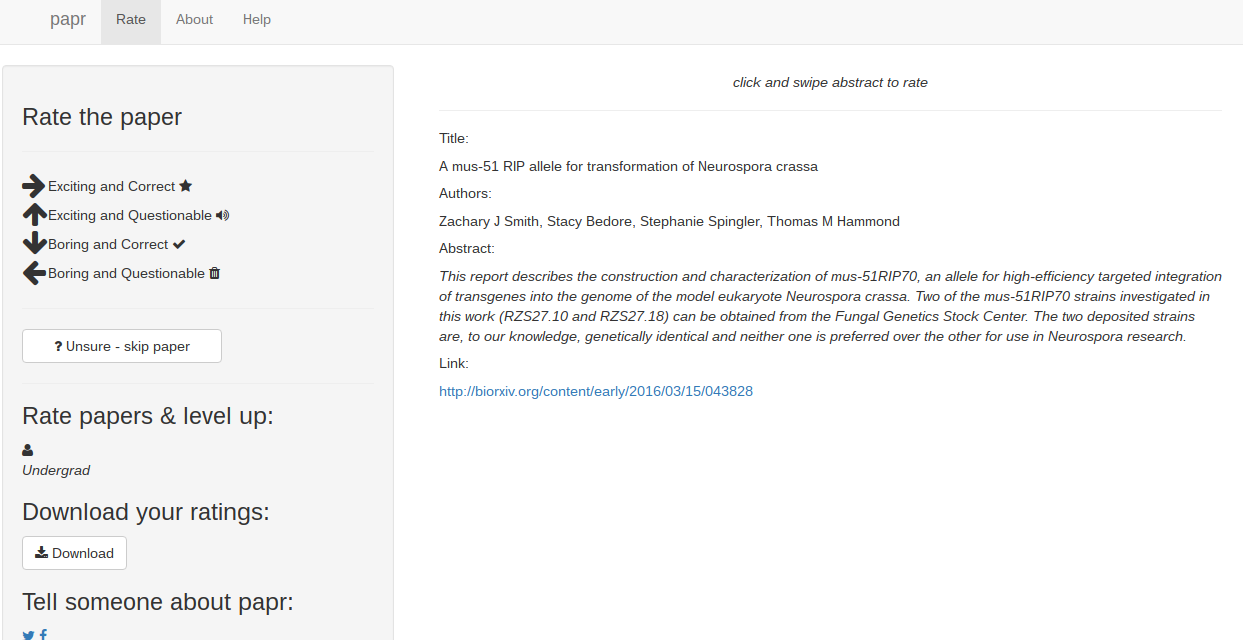 papr Rate About Help
Rate the paper
Exciting and Correct
Exciting and Questionable
Boring and Correct
Boring and Questionable
? Unsure - skip paper
Rate papers & level up:
Undergrad
Download your ratings:
Download
Tell someone about papr:
click and swipe abstract to rate
Title:
A mus-51 RIP allele for transformation of Neurospora crassa
Authors:
Zachary J Smith, Stacy Bedore, Stephanie Spingler, Thomas M Hammond
Abstract:
This report describes the construction and characterization of mus-51RIP70, an allele for high-efficiency targeted integration
of transgenes into the genome of the model eukaryote Neurospora crassa. Two of the mus-51RIP70 strains investigated in
this work (RZS27.10 and RZS27.18) can be obtained from the Fungal Genetics Stock Center. The two deposited strains
are, to our knowledge, genetically identical and neither one is preferred over the other for use in Neurospora research.
Link:
http://biorxiv.org/content/early/2016/03/15/043828